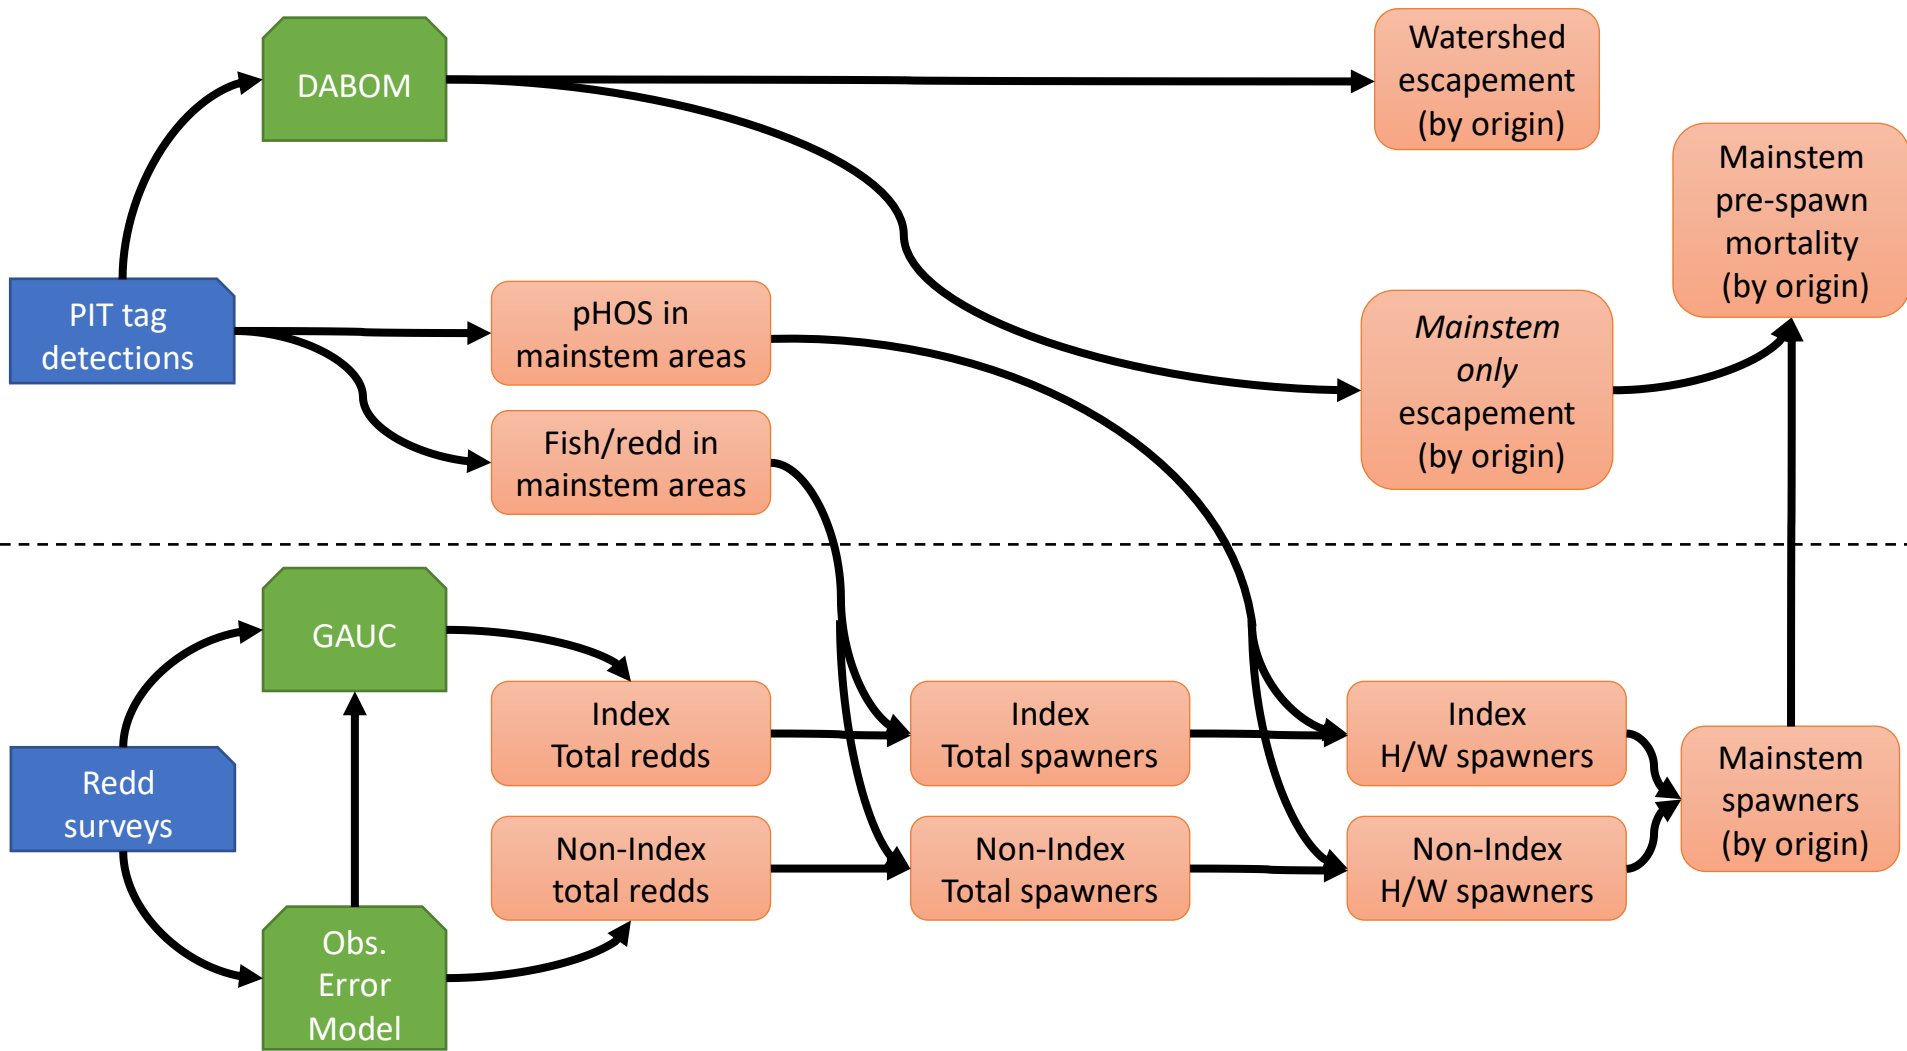 DABOM
Watershed
escapement
(by origin)
Mainstem
pre-spawn
mortality
(by origin)
PIT tag
detections
pHOS in
mainstem areas
Mainstem
only
escapement
(by origin)
Fish/redd in
mainstem areas
GAUC
Redd
surveys
Index
Total redds
Index
Total spawners
Index
H/W spawners
Mainstem
spawners
(by origin)
Non-Index
total redds
Non-Index
Total spawners
Non-Index
H/W spawners
Obs.
Error
Model